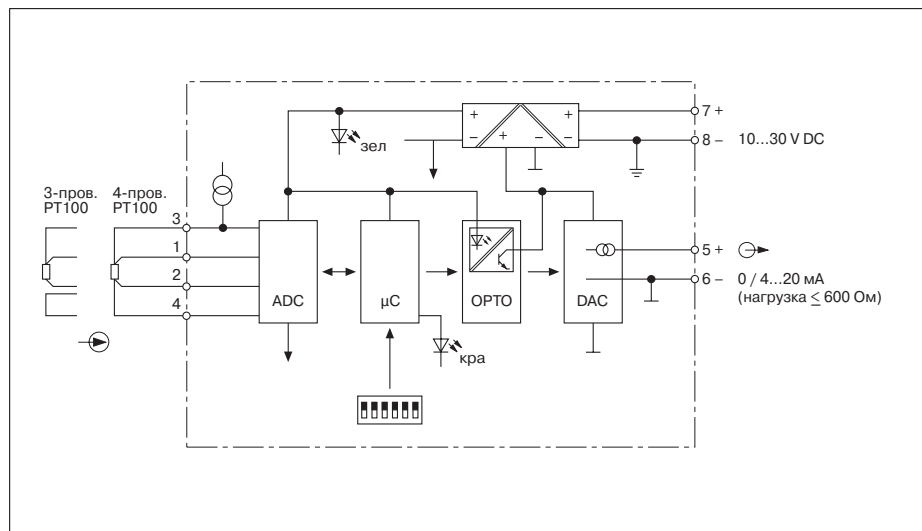 7 +
зел
8 – 10...30 V DC
3-пров. 4-пров.
PT100 PT100
3
1
2
4
ADC
µC
OPTO
DAC
5 +
6 –
0 / 4...20 мА
(нагрузка ≤ 600 Ом)
кра
+ +
– + – –